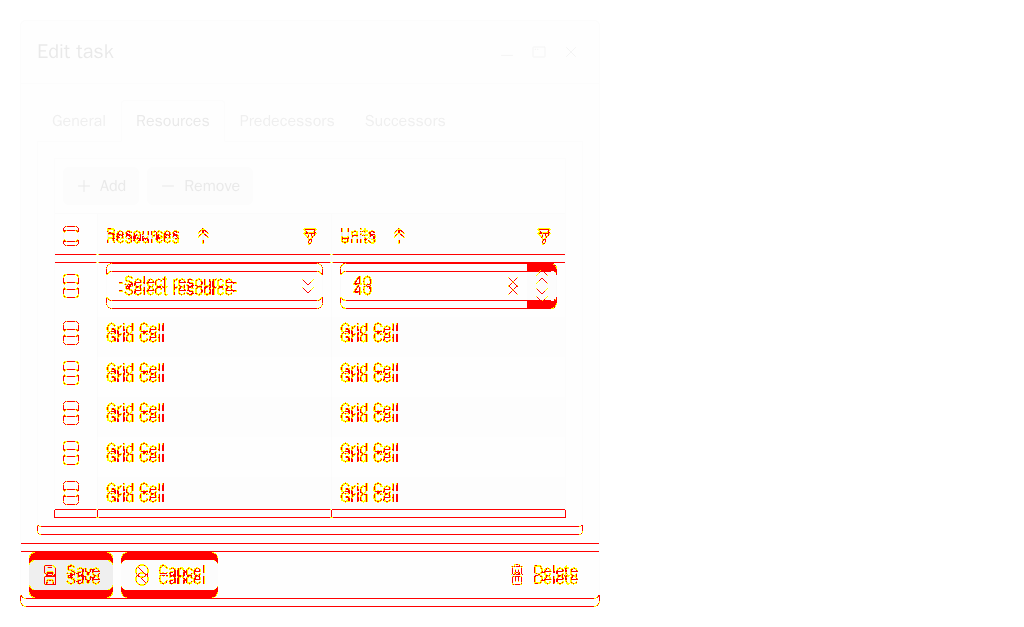 Edit task
General Resources Predecessors Successors
Add Remove
Resources Units
Select resource 40
Grid Cell Grid Cell
Grid Cell Grid Cell
Grid Cell Grid Cell
Grid Cell Grid Cell
Grid Cell Grid Cell
Save Cancel Delete